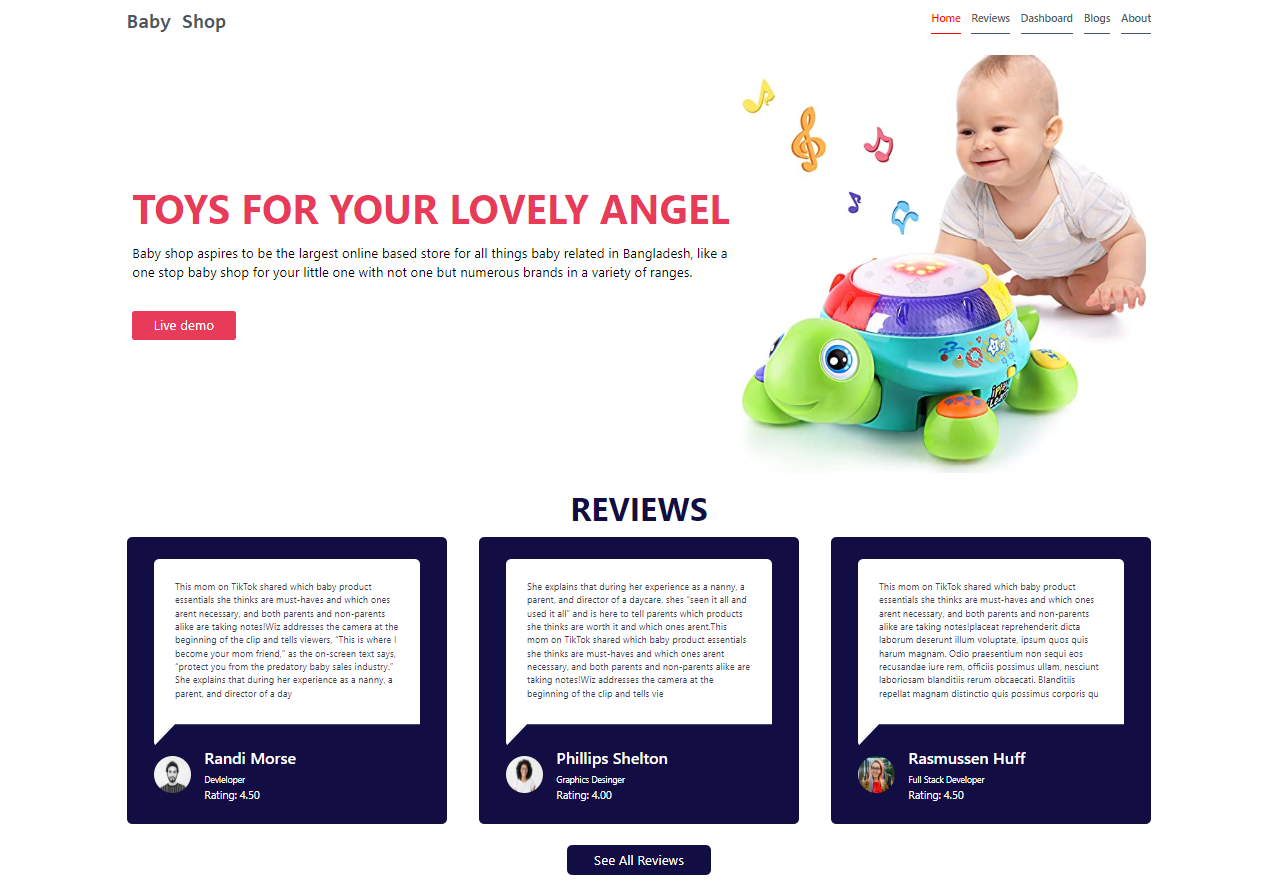 Baby Shop
Home Reviews Dashboard Blogs About
TOYS FOR YOUR LOVELY ANGEL
Baby shop aspires to be the largest online based store for all things baby related in Bangladesh, like a
one stop baby shop for your little one with not one but numerous brands in a variety of ranges.
Live demo
REVIEWS
This mom on TikTok shared which baby product
essentials she thinks are must-haves and which ones
arent necessary, and both parents and non-parents
alike are taking notes!Wiz addresses the camera at the
beginning of the clip and tells viewers, “This is where I
become your mom friend,” as the on-screen text says,
“protect you from the predatory baby sales industry.”
She explains that during her experience as a nanny, a
parent, and director of a day
Randi Morse
Devleloper
Rating: 4.50
She explains that during her experience as a nanny, a
parent, and director of a daycare, shes “seen it all and
used it all” and is here to tell parents which products
she thinks are worth it and which ones arent.This
mom on TikTok shared which baby product essentials
she thinks are must-haves and which ones arent
necessary, and both parents and non-parents alike are
taking notes!Wiz addresses the camera at the
beginning of the clip and tells vie
Phillips Shelton
Graphics Desinger
Rating: 4.00
This mom on TikTok shared which baby product
essentials she thinks are must-haves and which ones
arent necessary, and both parents and non-parents
alike are taking notes!placeat reprehenderit dicta
laborum deserunt illum voluptate, ipsum quos quis
harum magnam. Odio praesentium non sequi eos
recusandae iure rem, officiis possimus ullam, nesciunt
laboriosam blanditiis rerum obcaecati. Blanditiis
repellat magnam distinctio quis possimus corporis qu
Rasmussen Huff
Full Stack Developer
Rating: 4.50
See All Reviews